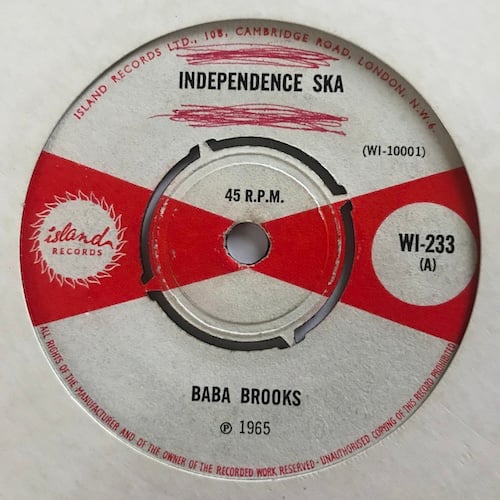 ISLAND RECORDS LTD., 108, CAMBRIDGE ROAD, LONDON, N.W.6.
INDEPENDENCE SKA
(WI-10001)
45 R.P.M.
island
RECORDS
WI-233
(A)
BABA BROOKS
℗ 1965
ALL RIGHTS OF THE MANUFACTURER AND OF THE OWNER OF THE RECORDED WORK RESERVED - UNAUTHORISED COPYING OF THIS RECORD PROHIBITED